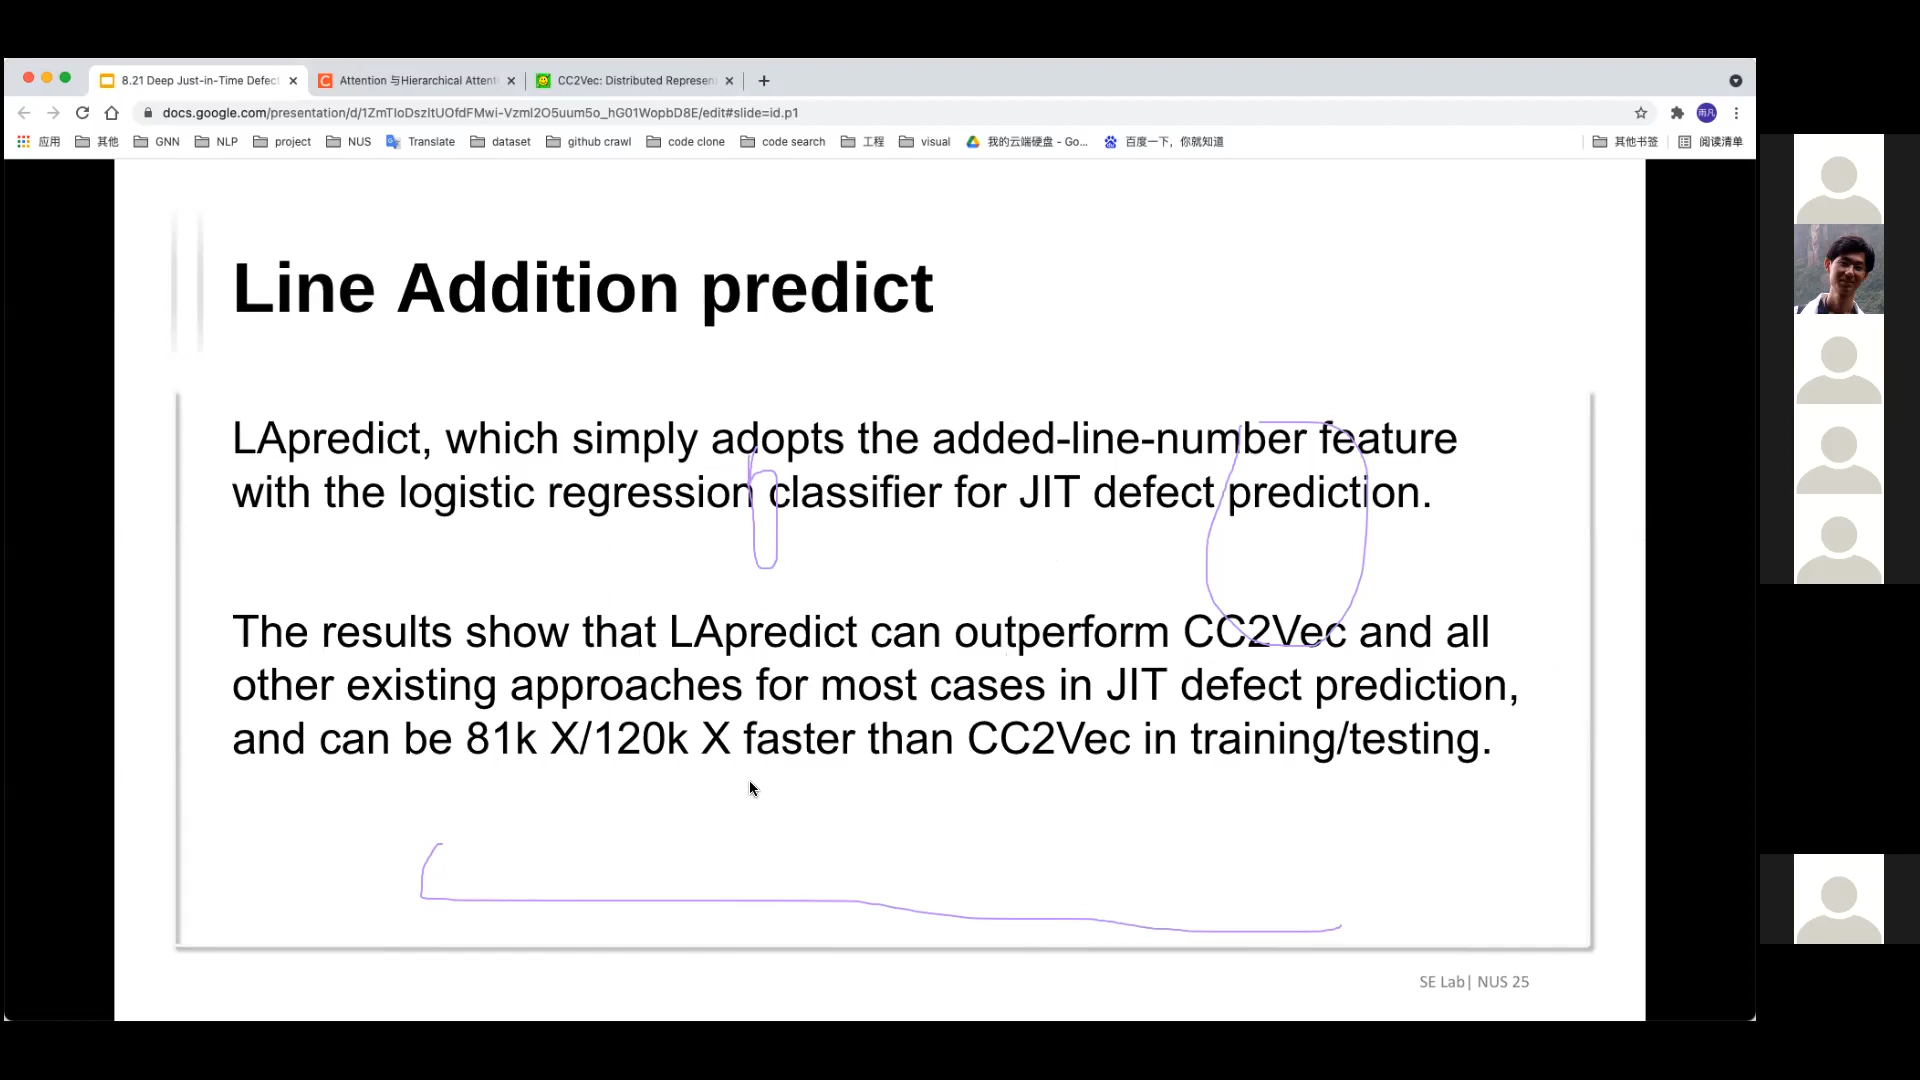 8.21 Deep Just-in-Time Defec
Attention 与Hierarchical Attent
CC2Vec: Distributed Represen
docs.google.com/presentation/d/1ZmTIoDszltUOfdFMwi-Vzml2O5uum5o_hG01WopbD8E/edit#slide=id.p1
雨凡
应用 其他 GNN NLP project NUS Translate dataset github crawl code clone code search 工程 visual 我的云端硬盘 - Go... 百度一下，你就知道 其他书签 阅读清单
Line Addition predict
LApredict, which simply adopts the added-line-number feature
with the logistic regression classifier for JIT defect prediction.
The results show that LApredict can outperform CC2Vec and all
other existing approaches for most cases in JIT defect prediction,
and can be 81k X/120k X faster than CC2Vec in training/testing.
SE Lab| NUS 25